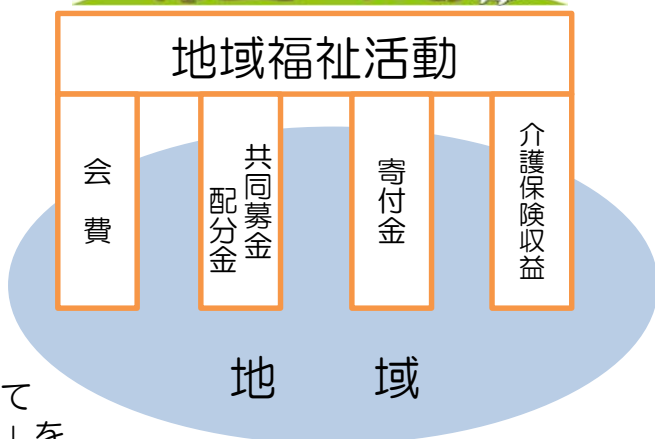 地域福祉活動
会費
共同募金
配分金
寄付金
介護保険収益
地域
て
」を